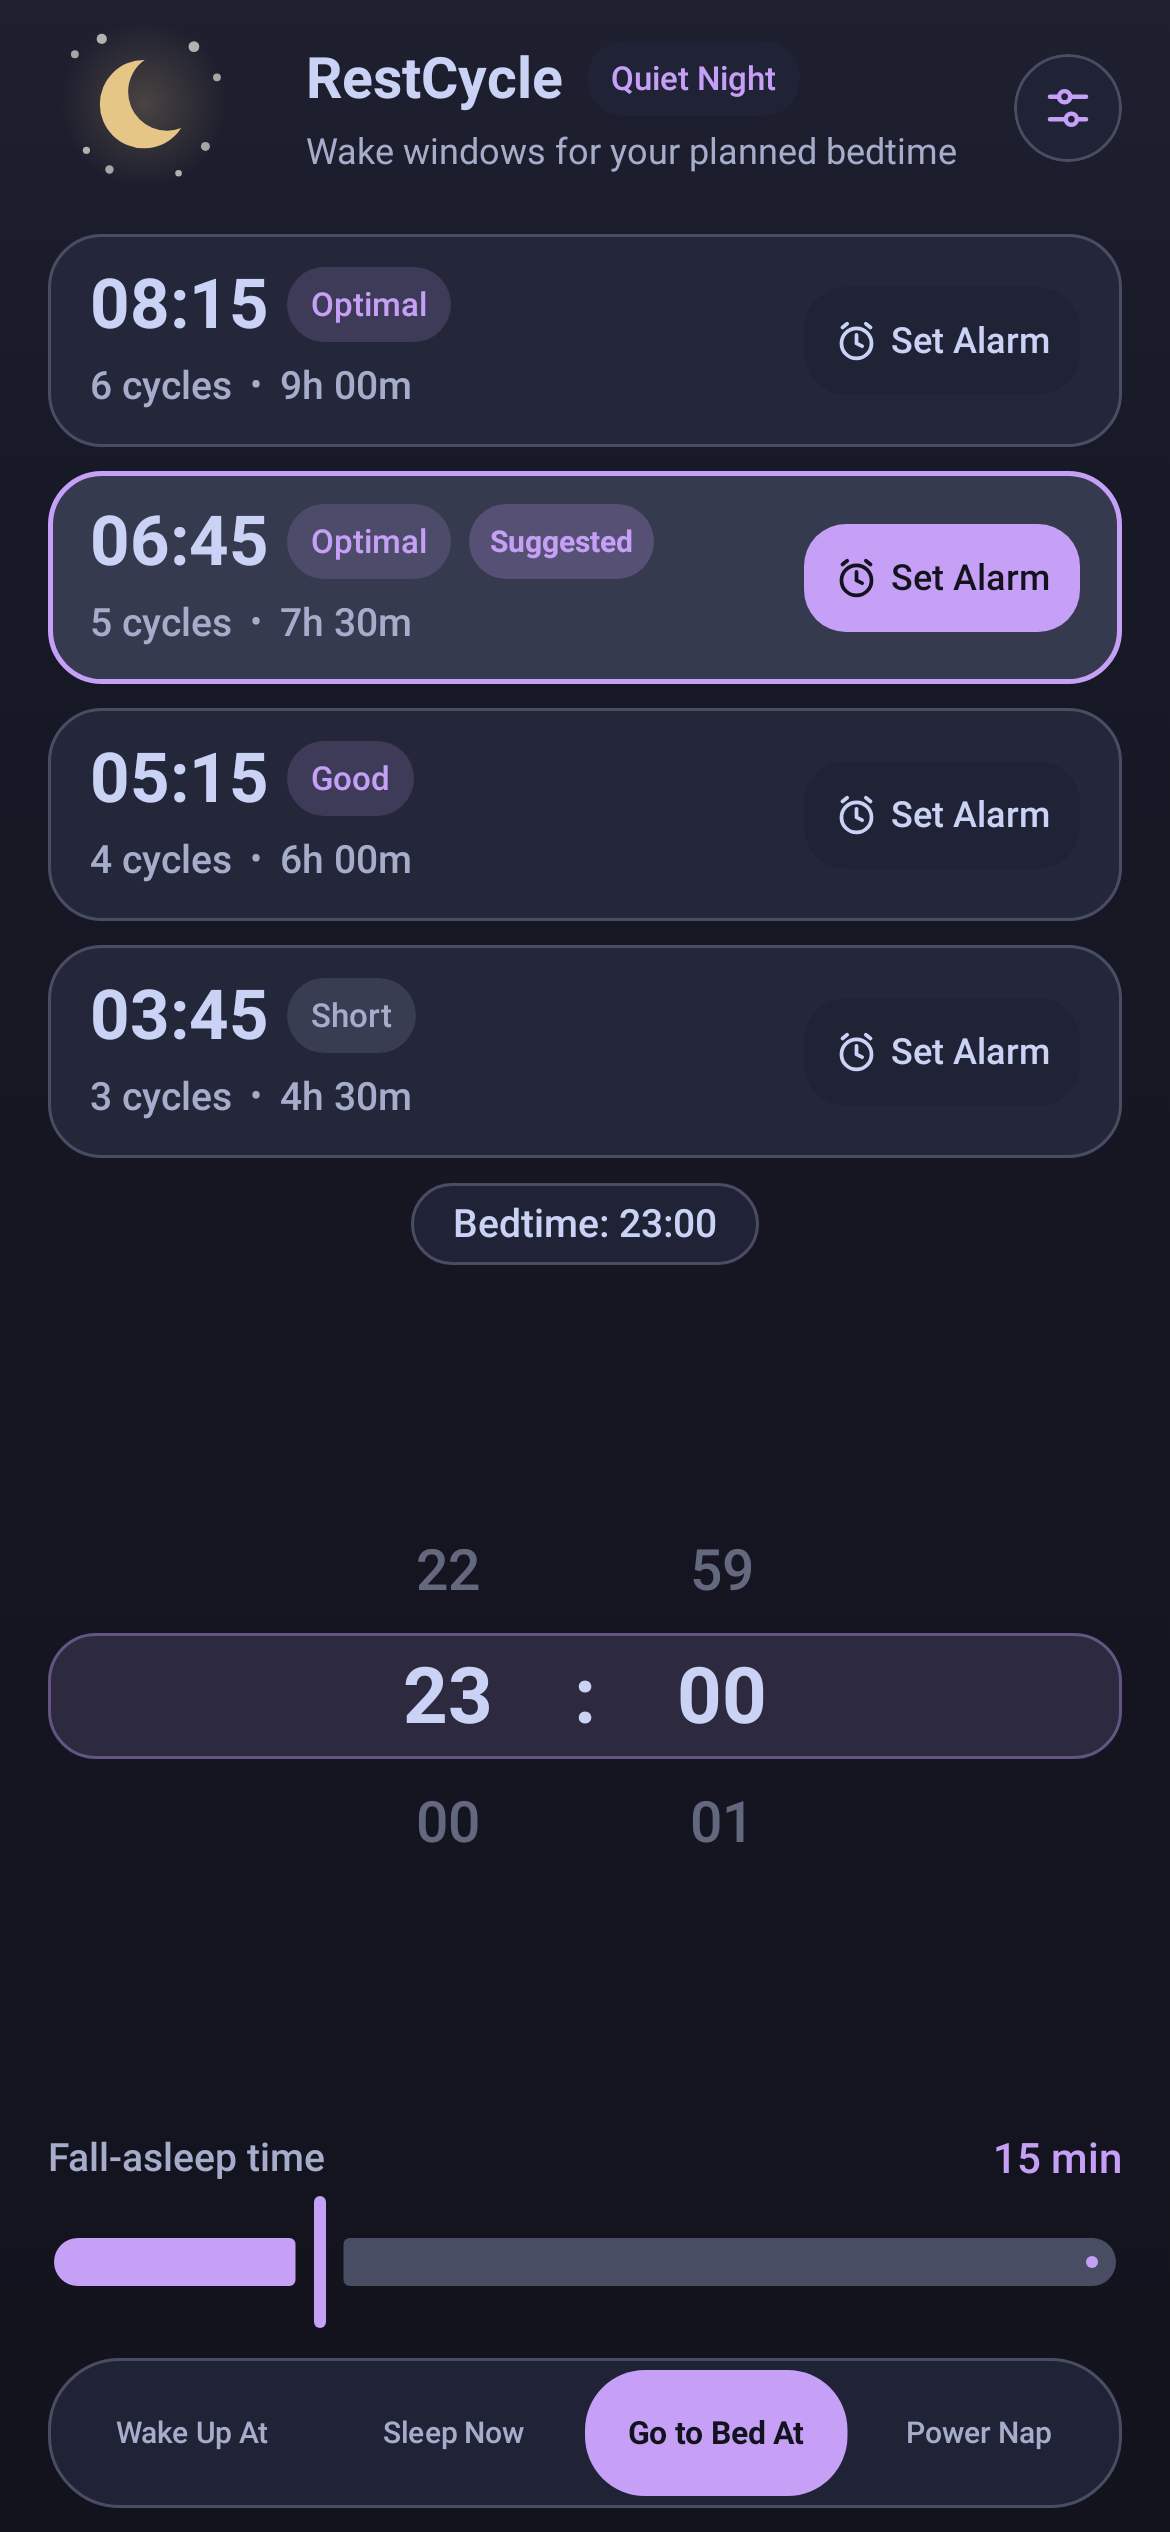 RestCycle
Quiet Night
Wake windows for your planned bedtime
08:15 Optimal
6 cycles • 9h 00m
Set Alarm
06:45 Optimal Suggested
5 cycles • 7h 30m
Set Alarm
05:15 Good
4 cycles • 6h 00m
Set Alarm
03:45 Short
3 cycles • 4h 30m
Set Alarm
Bedtime: 23:00
22 59
23 : 00
00 01
Fall-asleep time 15 min
Wake Up At Sleep Now Go to Bed At Power Nap